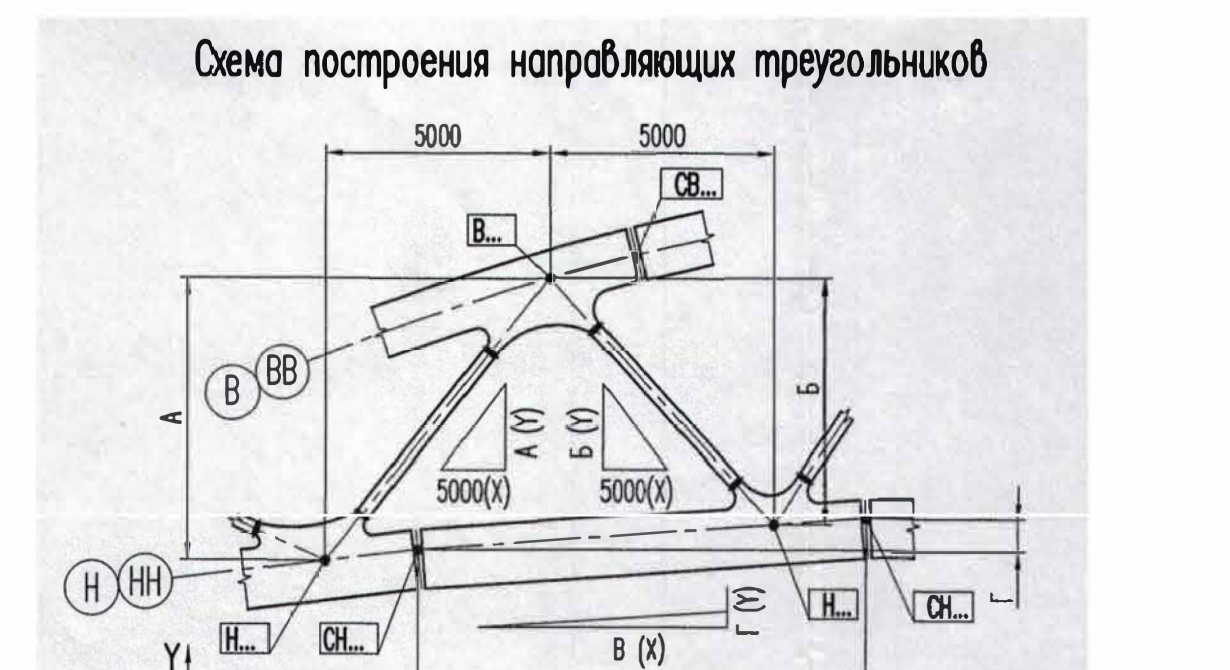 Схема построения направляющих треугольников
5000
5000
СВ...
В...
ВВ
В
А
Б
А (Y)
Б (Y)
5000(X)
5000(X)
НН
Н
Г
Г (Y)
Н...
СН...
Н...
СН...
В (X)
Y